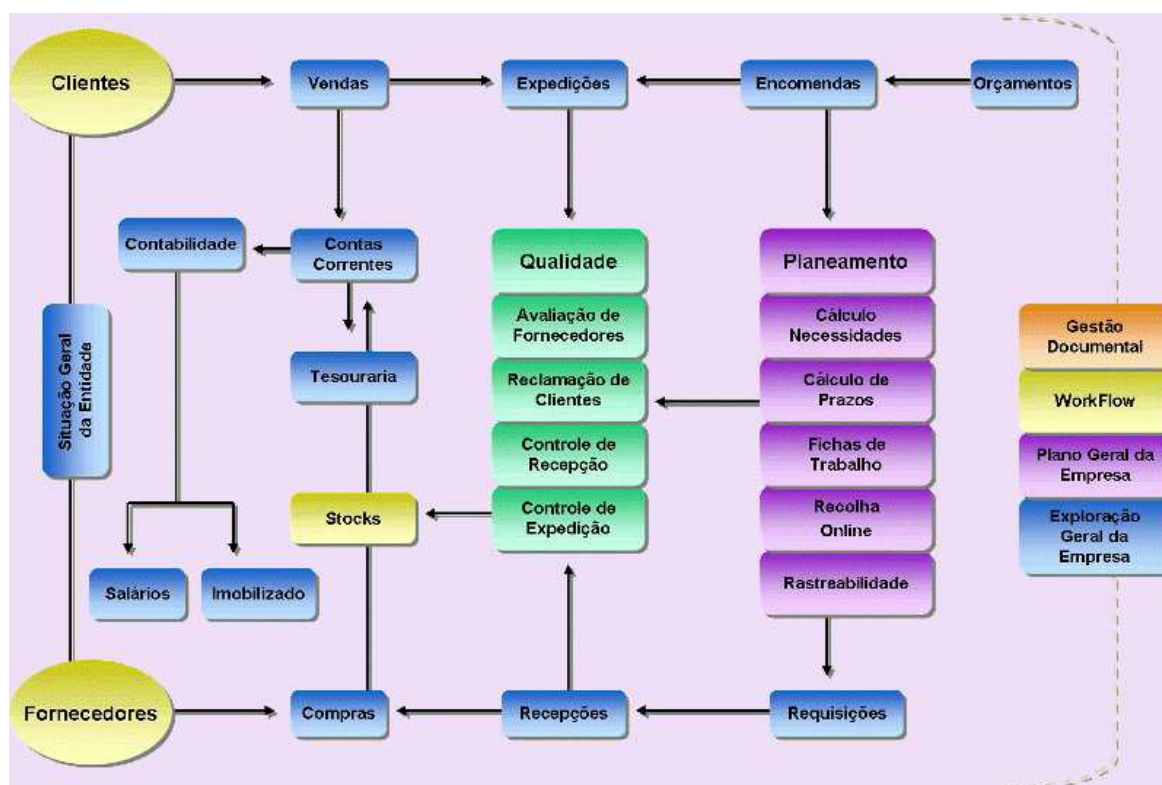 Clientes
Vendas
Expedições
Encomendas
Orçamentos
Contabilidade
Contas
Correntes
Qualidade
Planeamento
Situação Geral
da Entidade
Avaliação de
Fornecedores
Cálculo
Necessidades
Gestão
Documental
Tesouraria
Reclamação de
Clientes
Cálculo de
Prazos
WorkFlow
Controle de
Recepção
Fichas de
Trabalho
Plano Geral da
Empresa
Stocks
Controle de
Expedição
Recolha
Online
Exploração
Geral da
Empresa
Salários
Imobilizado
Rastreabilidade
Fornecedores
Compras
Recepções
Requisições